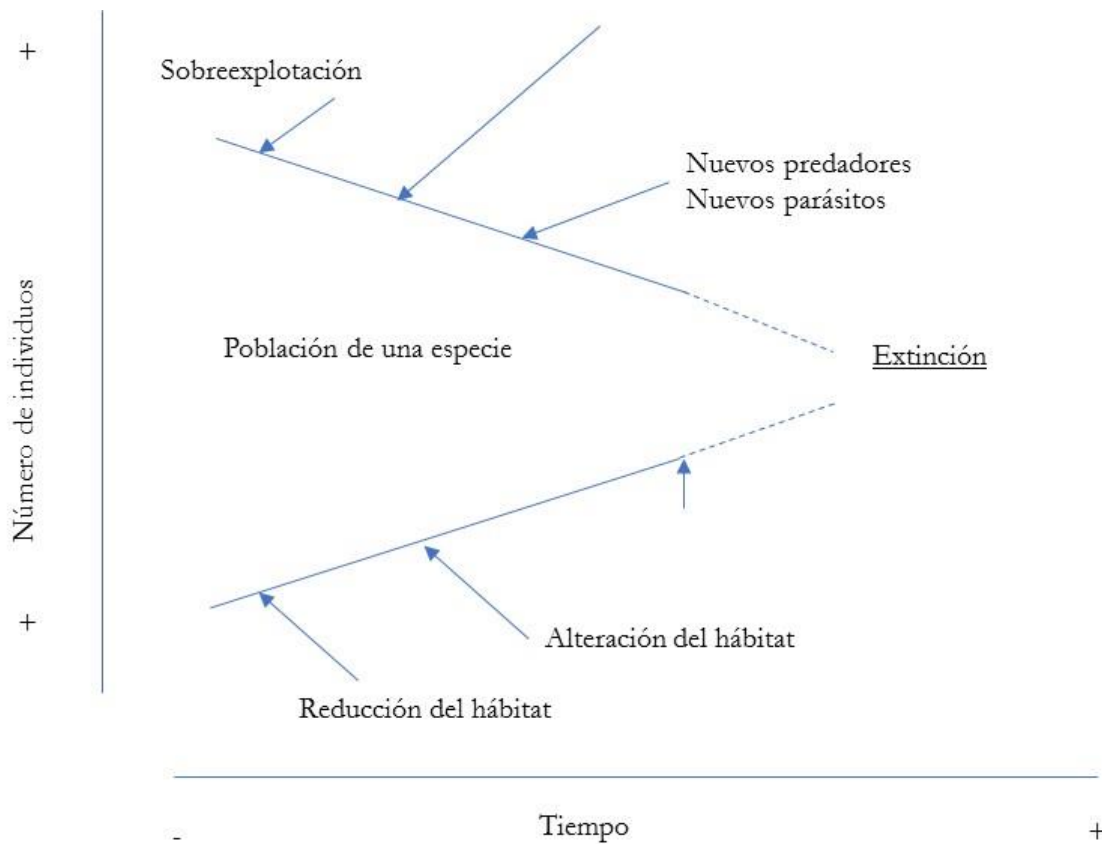 +
Sobreexplotación
Nuevos predadores
Nuevos parásitos
Número de individuos
Población de una especie
Extinción
+
Alteración del hábitat
Reducción del hábitat
-
Tiempo
+